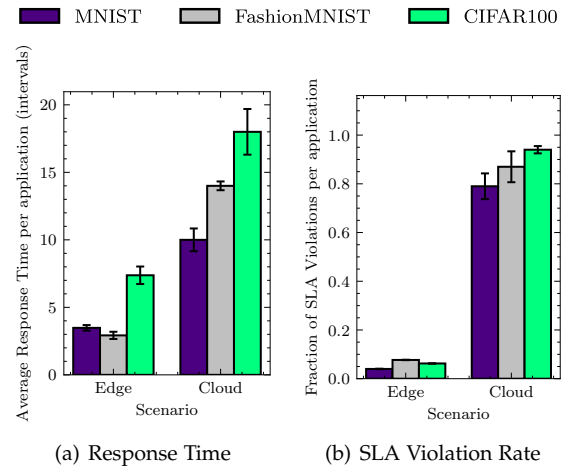 MNIST FashionMNIST CIFAR100
Average Response Time per application (intervals)
20
15
10
5
0
Edge Cloud
Scenario
(a) Response Time
Fraction of SLA Violations per application
1.0
0.8
0.6
0.4
0.2
0.0
Edge Cloud
Scenario
(b) SLA Violation Rate